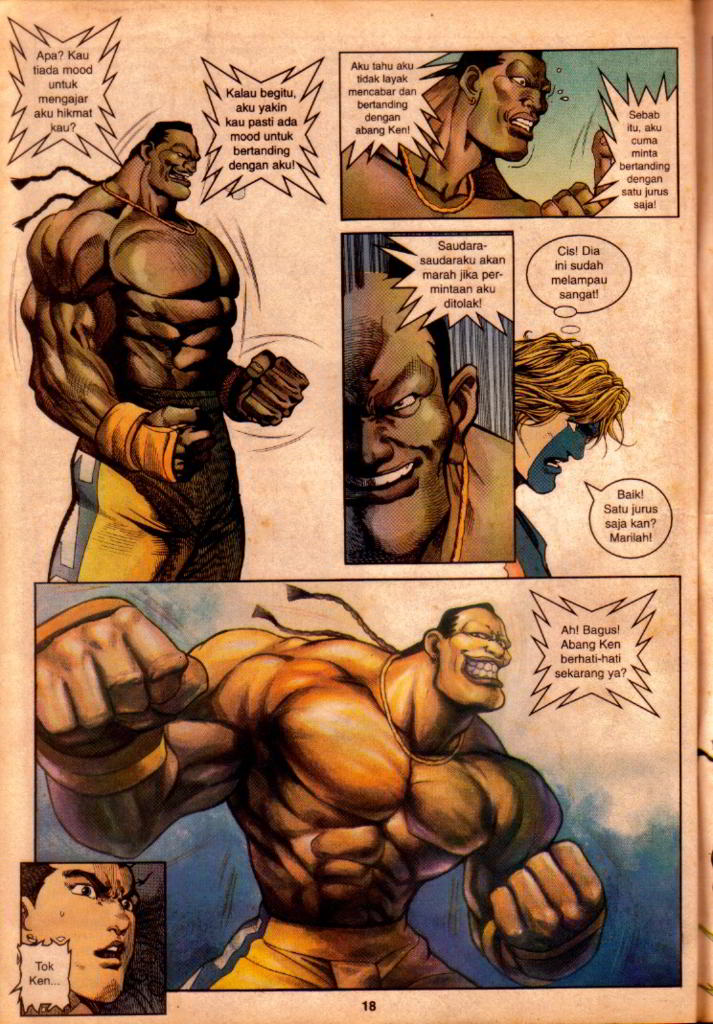 Apa? Kau
tiada mood
untuk
mengajar
aku hikmat
kau?
Kalau begitu,
aku yakin
kau pasti ada
mood untuk
bertanding
dengan aku!
Aku tahu aku
tidak layak
mencabar dan
bertanding
dengan
abang Ken!
Sebab
itu, aku
cuma
minta
bertanding
dengan
satu jurus
saja!
Saudara-
saudaraku akan
marah jika per-
mintaan aku
ditolak!
Cis! Dia
ini sudah
melampau
sangat!
Baik!
Satu jurus
saja kan?
Marilah!
Ah! Bagus!
Abang Ken
berhati-hati
sekarang ya?
Tok
Ken...
18